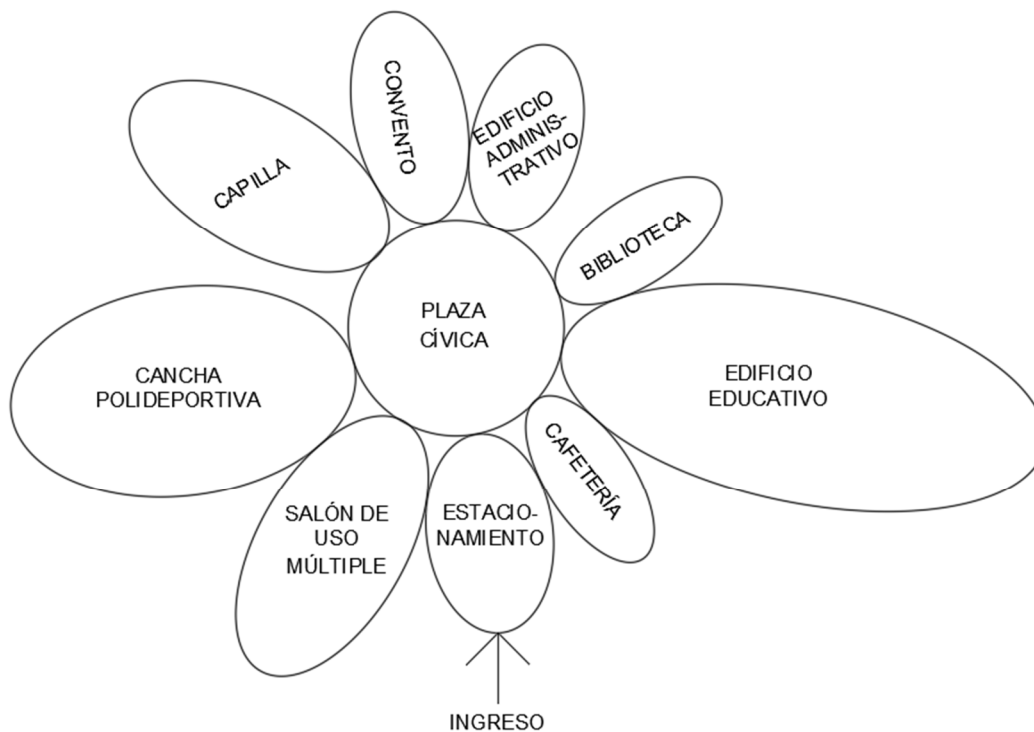 CONVENTO
EDIFICIO
ADMINIS-
TRATIVO
CAPILLA
BIBLIOTECA
PLAZA
CÍVICA
CANCHA
POLIDEPORTIVA
EDIFICIO
EDUCATIVO
CAFETERÍA
SALÓN DE
USO
MÚLTIPLE
ESTACIO-
NAMIENTO
INGRESO